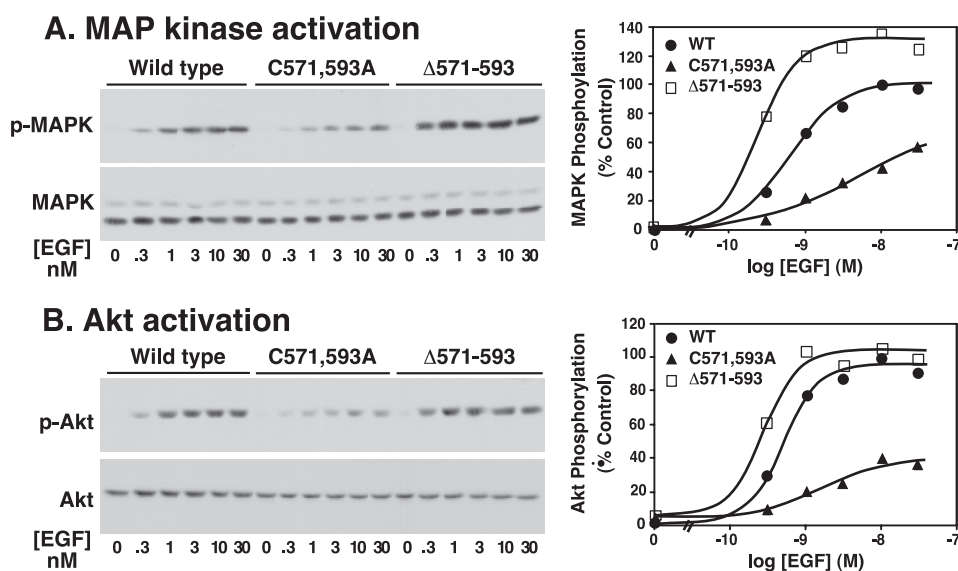 A. MAP kinase activation
Wild type C571,593A Δ571-593
p-MAPK
MAPK
[EGF] nM 0 .3 1 3 10 30 0 .3 1 3 10 30 0 .3 1 3 10 30
140
120
100
80
60
40
20
0
MAPK Phosphoylation (% Control)
WT
C571,593A
Δ571-593
0 -10 -9 -8 -7
log [EGF] (M)
B. Akt activation
Wild type C571,593A Δ571-593
p-Akt
Akt
[EGF] nM 0 .3 1 3 10 30 0 .3 1 3 10 30 0 .3 1 3 10 30
120
100
80
60
40
20
0
Akt Phosphorylation (% Control)
WT
C571,593A
Δ571-593
0 -10 -9 -8 -7
log [EGF] (M)